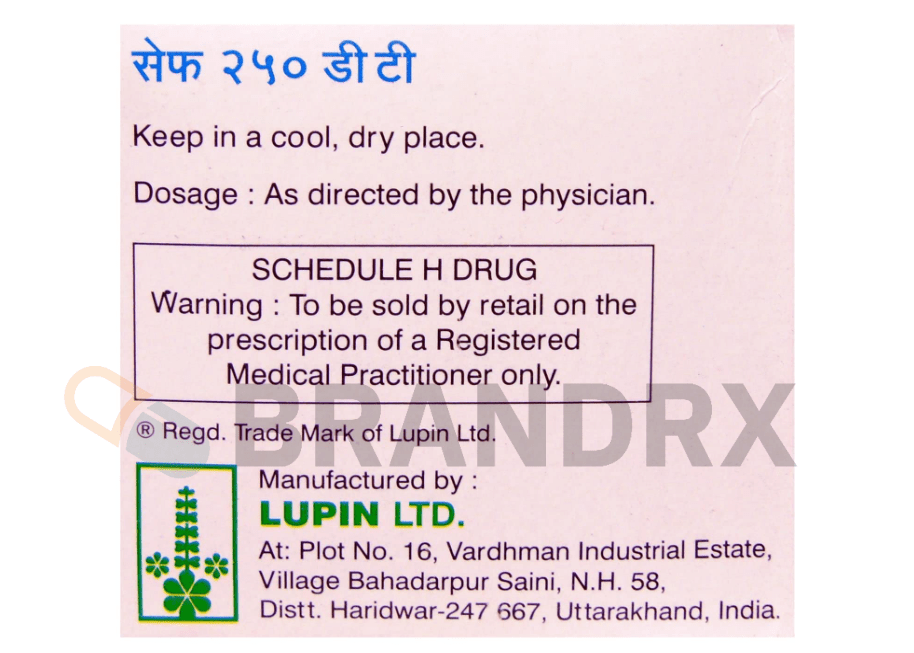 सेफ २५० डी टी
Keep in a cool, dry place.
Dosage : As directed by the physician.
SCHEDULE H DRUG
Warning : To be sold by retail on the
prescription of a Registered
Medical Practitioner only.
BRANDRX
® Regd. Trade Mark of Lupin Ltd.
Manufactured by :
LUPIN LTD.
At: Plot No. 16, Vardhman Industrial Estate,
Village Bahadarpur Saini, N.H. 58,
Distt. Haridwar-247 667, Uttarakhand, India.